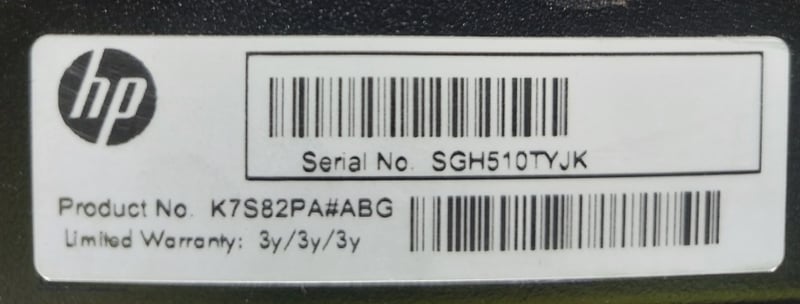 hp
Serial No. SGH510TYJK
Product No. K7S82PA#ABG
Limited Warranty: 3y/3y/3y